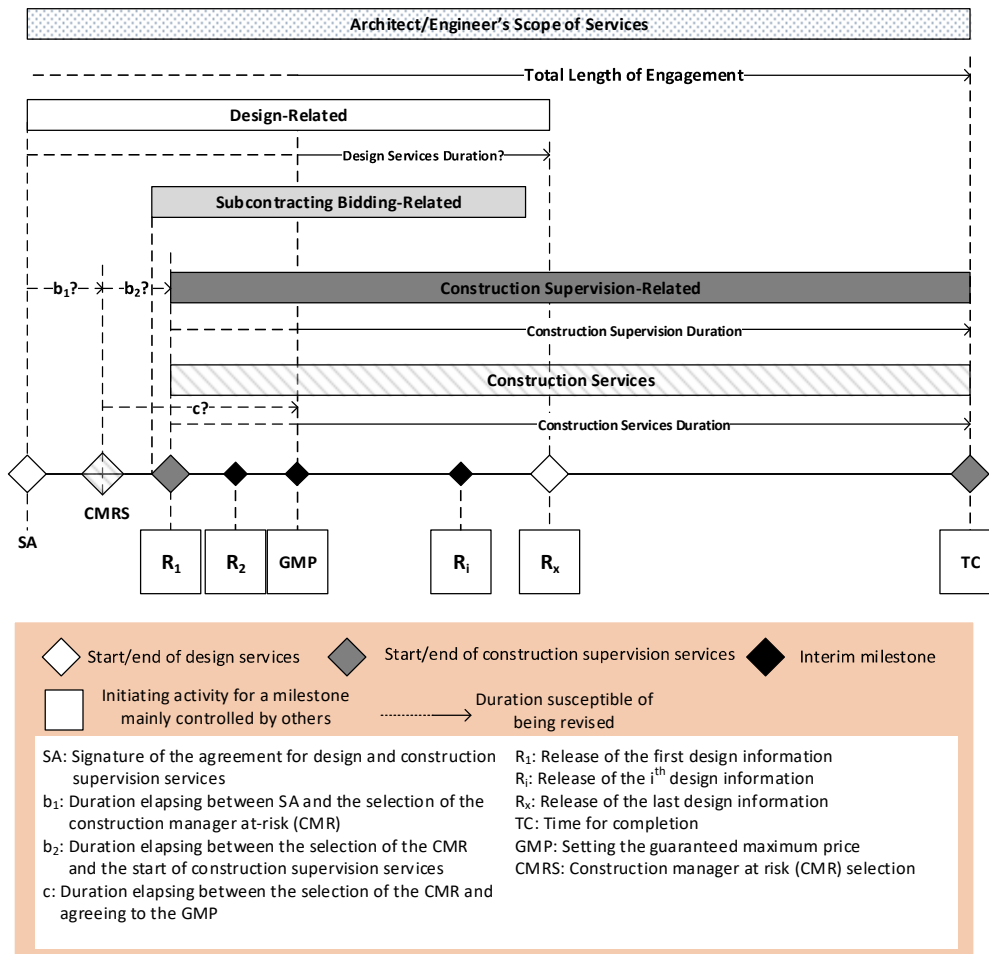 Architect/Engineer’s Scope of Services
Total Length of Engagement
Design-Related
Design Services Duration?
Subcontracting Bidding-Related
b₁?
b₂?
Construction Supervision-Related
Construction Supervision Duration
Construction Services
c?
Construction Services Duration
CMRS
SA
R₁
R₂
GMP
Rᵢ
Rₓ
TC
Start/end of design services
Start/end of construction supervision services
Interim milestone
Initiating activity for a milestone
mainly controlled by others
Duration susceptible of
being revised
SA: Signature of the agreement for design and construction
supervision services
b₁: Duration elapsing between SA and the selection of the
construction manager at-risk (CMR)
b₂: Duration elapsing between the selection of the CMR
and the start of construction supervision services
c: Duration elapsing between the selection of the CMR and
agreeing to the GMP
R₁: Release of the first design information
Rᵢ: Release of the iᵗʰ design information
Rₓ: Release of the last design information
TC: Time for completion
GMP: Setting the guaranteed maximum price
CMRS: Construction manager at risk (CMR) selection